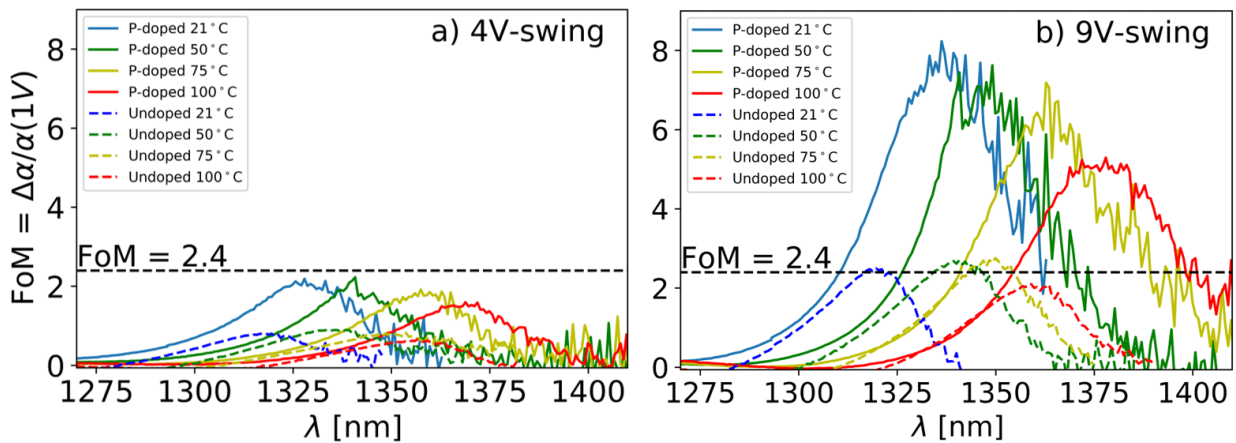 a) 4V-swing
P-doped 21°C
P-doped 50°C
P-doped 75°C
P-doped 100°C
Undoped 21°C
Undoped 50°C
Undoped 75°C
Undoped 100°C
FoM = 2.4
FoM = Δα/α(1V)
8
6
4
2
0
1275 1300 1325 1350 1375 1400
λ [nm]
b) 9V-swing
P-doped 21°C
P-doped 50°C
P-doped 75°C
P-doped 100°C
Undoped 21°C
Undoped 50°C
Undoped 75°C
Undoped 100°C
FoM = 2.4
8
6
4
2
0
1275 1300 1325 1350 1375 1400
λ [nm]